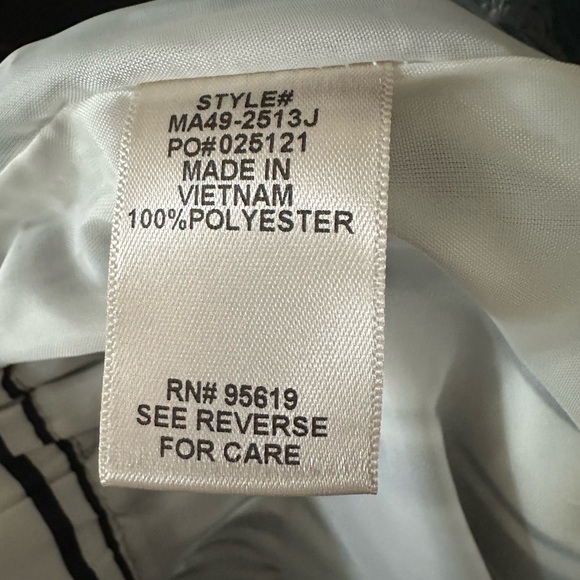 STYLE#
MA49-2513J
PO#025121
MADE IN
VIETNAM
100%POLYESTER
RN# 95619
SEE REVERSE
FOR CARE